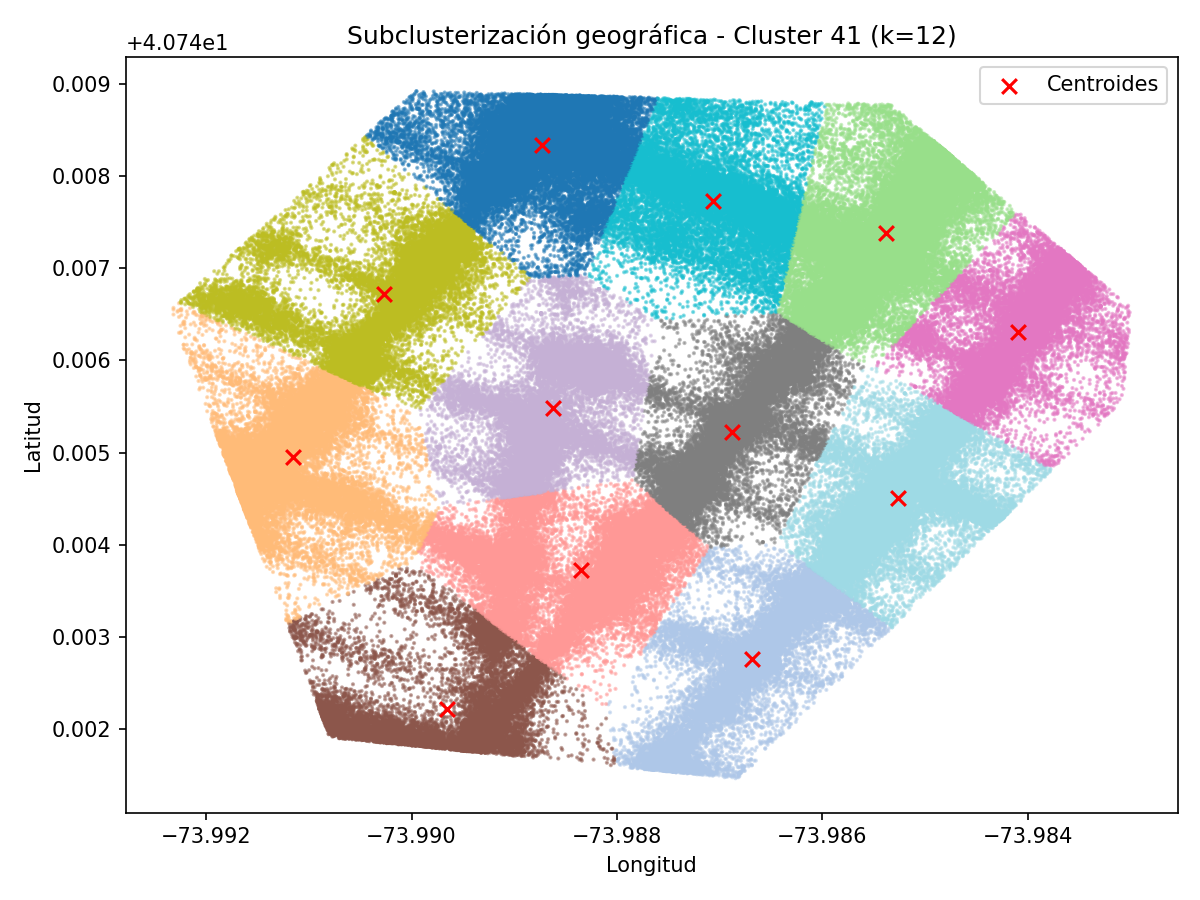 Subclusterización geográfica - Cluster 41 (k=12)
+4.074e1
Centroides
0.009
0.008
0.007
0.006
0.005
0.004
0.003
0.002
Latitud
−73.992 −73.990 −73.988 −73.986 −73.984
Longitud